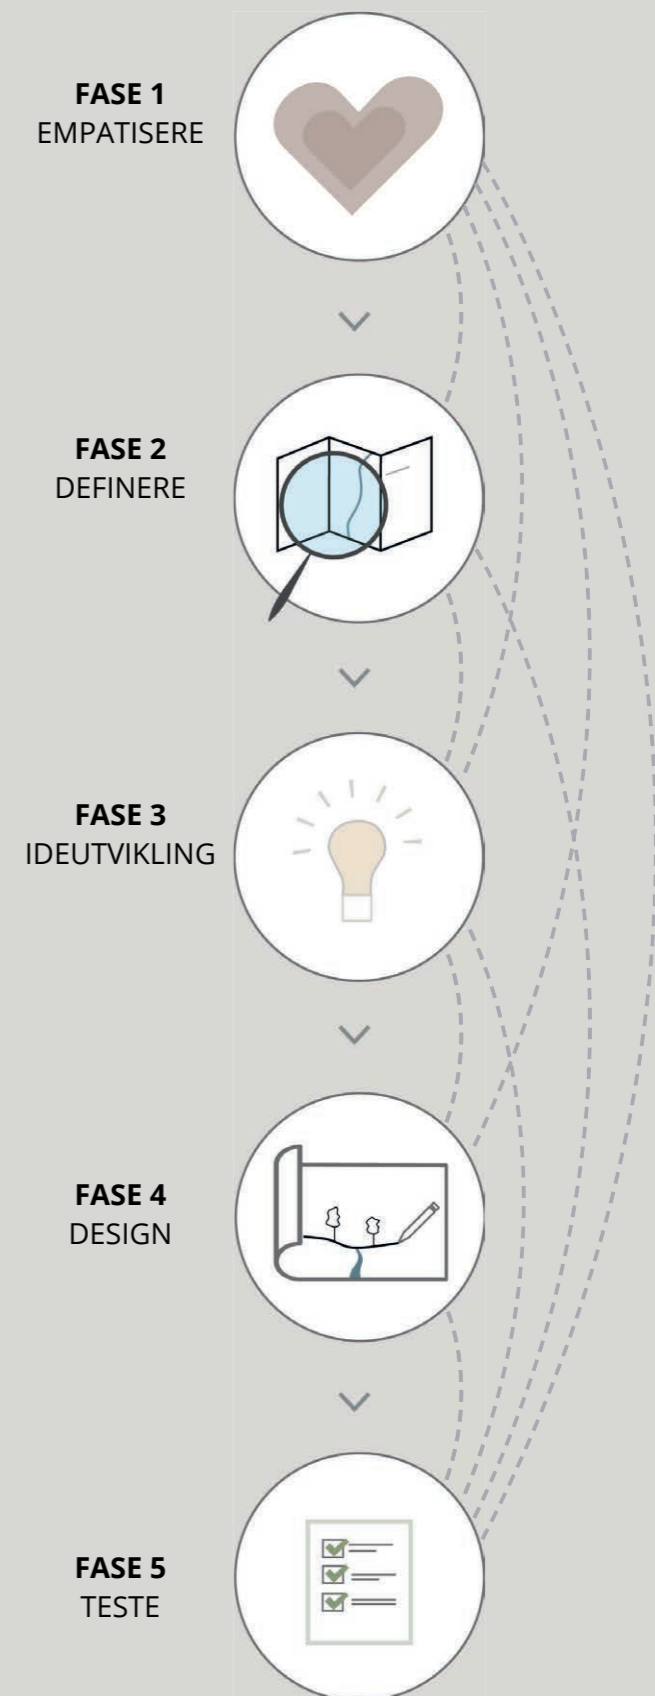 FASE 1
EMPATISERE
FASE 2
DEFINERE
FASE 3
IDEUTVIKLING
FASE 4
DESIGN
FASE 5
TESTE